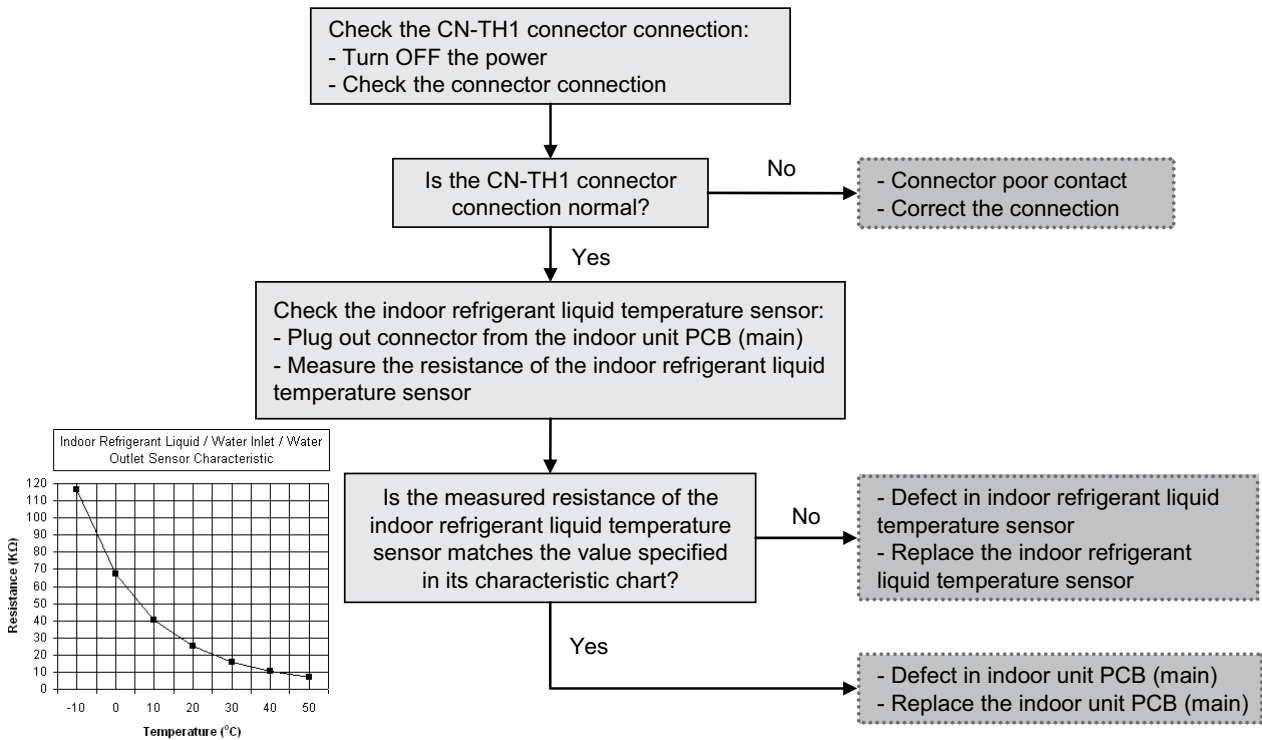 Check the CN-TH1 connector connection:
- Turn OFF the power
- Check the connector connection
Is the CN-TH1 connector
connection normal?
No
- Connector poor contact
- Correct the connection
Yes
Check the indoor refrigerant liquid temperature sensor:
- Plug out connector from the indoor unit PCB (main)
- Measure the resistance of the indoor refrigerant liquid
temperature sensor
Indoor Refrigerant Liquid / Water Inlet / Water
Outlet Sensor Characteristic
120
110
100
90
80
70
60
50
40
30
20
10
0
Resistance (KΩ)
-10 0 10 20 30 40 50
Temperature (°C)
Is the measured resistance of the
indoor refrigerant liquid temperature
sensor matches the value specified
in its characteristic chart?
No
- Defect in indoor refrigerant liquid
temperature sensor
- Replace the indoor refrigerant
liquid temperature sensor
Yes
- Defect in indoor unit PCB (main)
- Replace the indoor unit PCB (main)